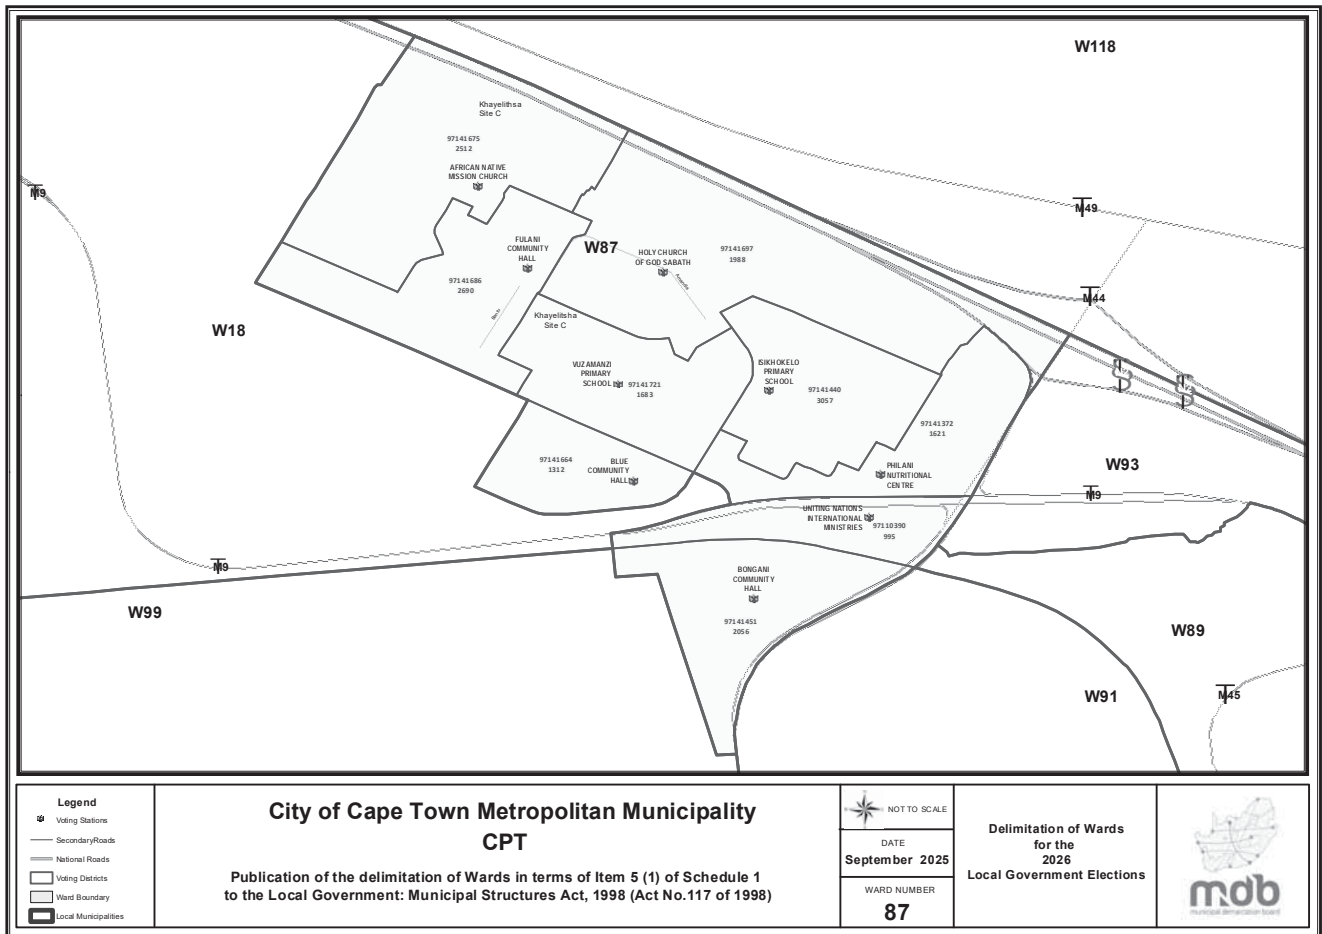 W118
Khayelithsa
Site C
97141675
2512
AFRICAN NATIVE
MISSION CHURCH
M9
M49
FULANI
COMMUNITY
HALL
W87
HOLY CHURCH
OF GOD SABATH
97141697
1988
97141686
2690
M44
Khayelitsha
Site C
W18
VUZAMANZI
PRIMARY
SCHOOL
97141721
1683
ISIKHOKELO
PRIMARY
SCHOOL
97141440
3057
97141372
1621
97141664
1312
BLUE
COMMUNITY
HALL
PHILANI
NUTRITIONAL
CENTRE
W93
M9
UNITING NATIONS
INTERNATIONAL
MINISTRIES
97110390
995
M9
BONGANI
COMMUNITY
HALL
W99
97141451
2056
W89
W91
M45
Legend
Voting Stations
SecondaryRoads
National Roads
Voting Districts
Ward Boundary
Local Municipalities
City of Cape Town Metropolitan Municipality
CPT
Publication of the delimitation of Wards in terms of Item 5 (1) of Schedule 1
to the Local Government: Municipal Structures Act, 1998 (Act No.117 of 1998)
NOT TO SCALE
DATE
September 2025
WARD NUMBER
87
Delimitation of Wards
for the
2026
Local Government Elections
mdb
municipal demarcation board